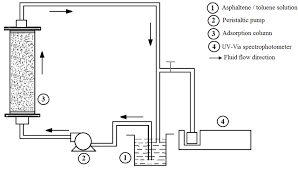 1 Asphaltene / toluene solution
2 Peristaltic pump
3 Adsorption column
4 UV-Vis spectrophotometer
Fluid flow direction
3
4
2
1